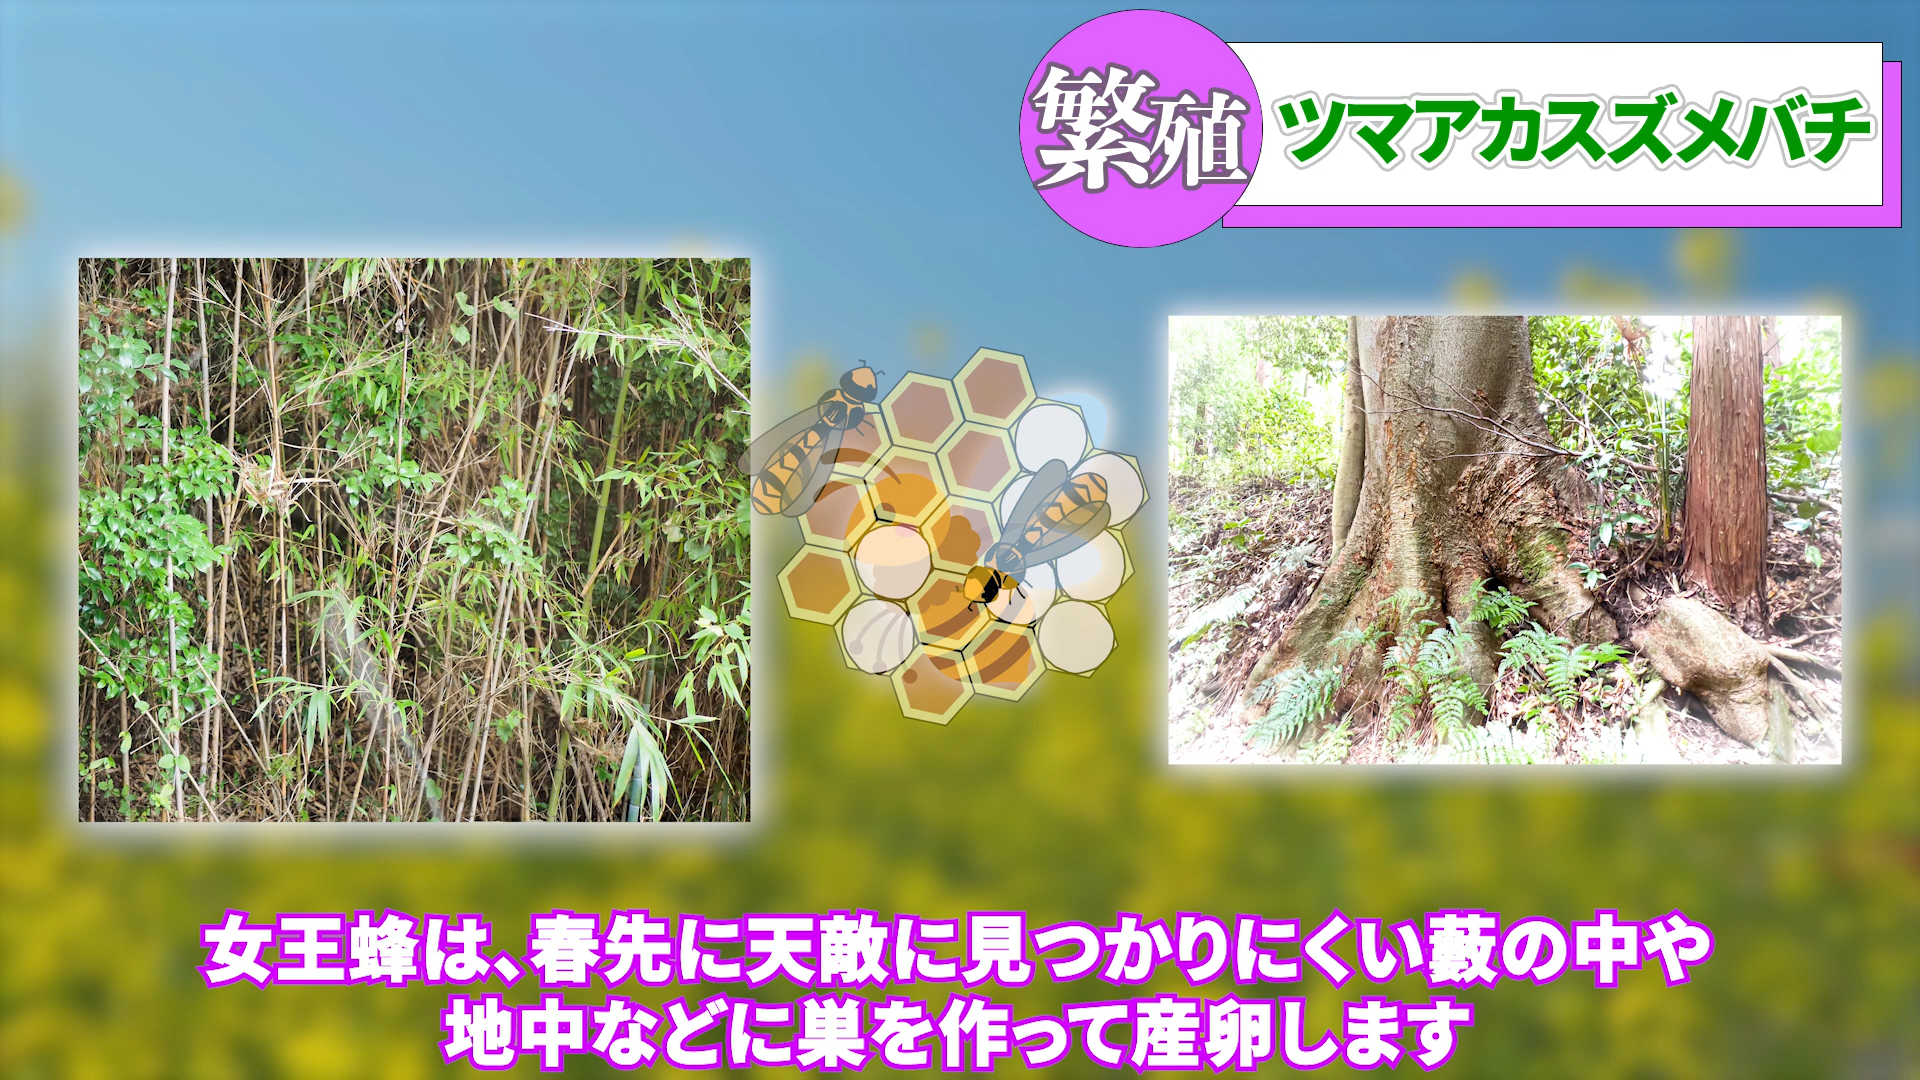 繁殖
ツマアカスズメバチ
女王蜂は、春先に天敵に見つかりにくい藪の中や
地中などに巣を作って産卵します